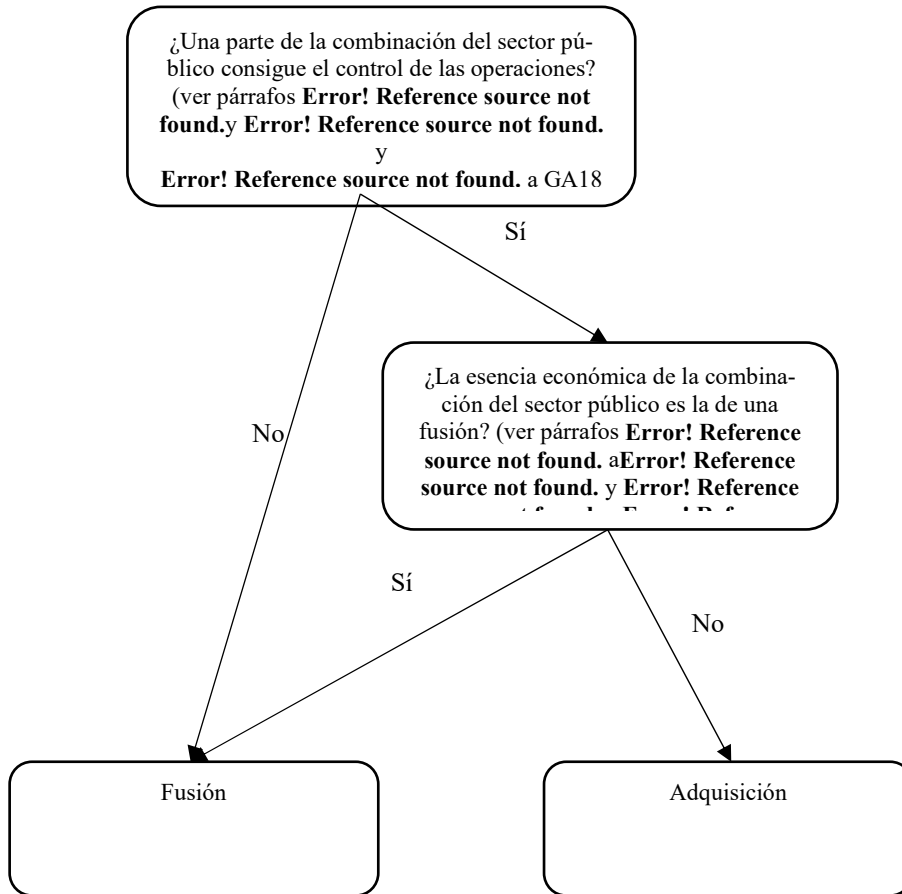 ¿Una parte de la combinación del sector pú-
blico consigue el control de las operaciones?
(ver párrafos Error! Reference source not
found.y Error! Reference source not found.
y
Error! Reference source not found. a GA18
Sí
No
¿La esencia económica de la combina-
ción del sector público es la de una
fusión? (ver párrafos Error! Reference
source not found. aError! Reference
source not found. y Error! Reference
Sí
No
Fusión
Adquisición